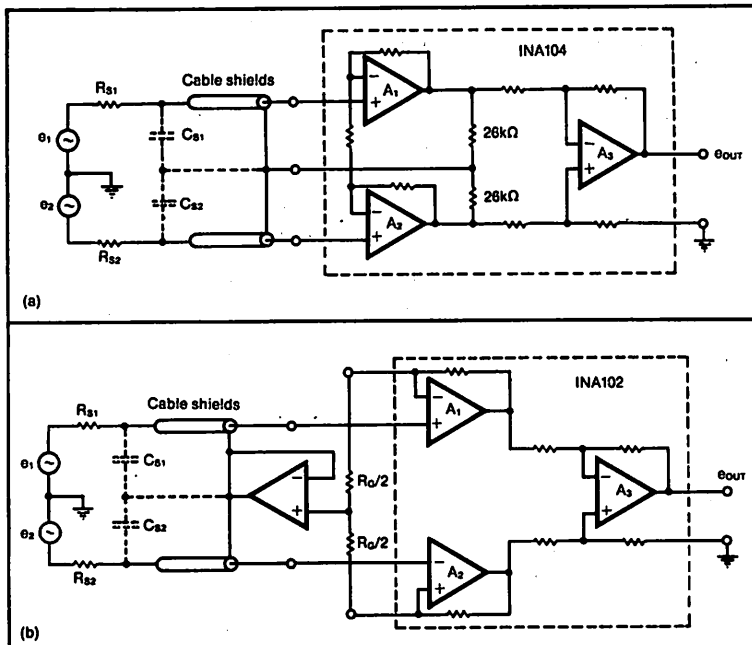 INA104
Cable shields
RS1
A1
−
+
e1
CS1
26kΩ
A3
−
+
eOUT
26kΩ
e2
CS2
A2
−
+
RS2
(a)
INA102
Cable shields
RS1
A1
−
+
e1
CS1
−
+
RG/2
A3
−
+
eOUT
e2
CS2
RG/2
A2
−
+
RS2
(b)